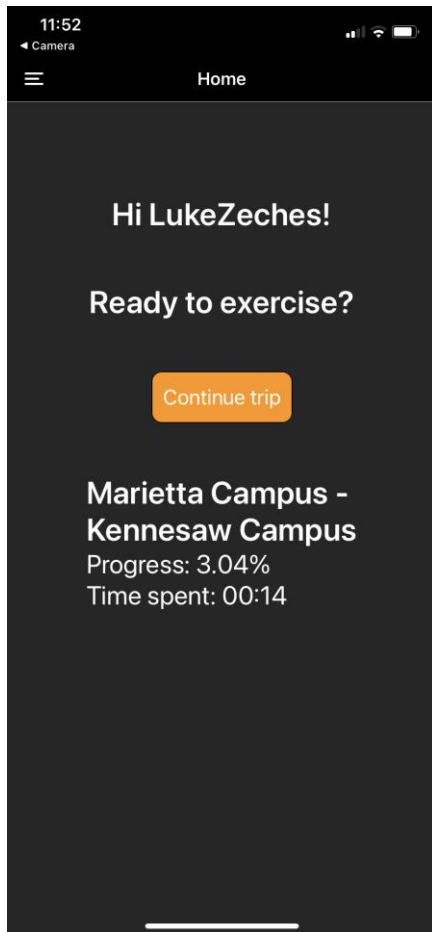 11:52
◀ Camera
Home
Hi LukeZeches!
Ready to exercise?
Continue trip
Marietta Campus -
Kennesaw Campus
Progress: 3.04%
Time spent: 00:14